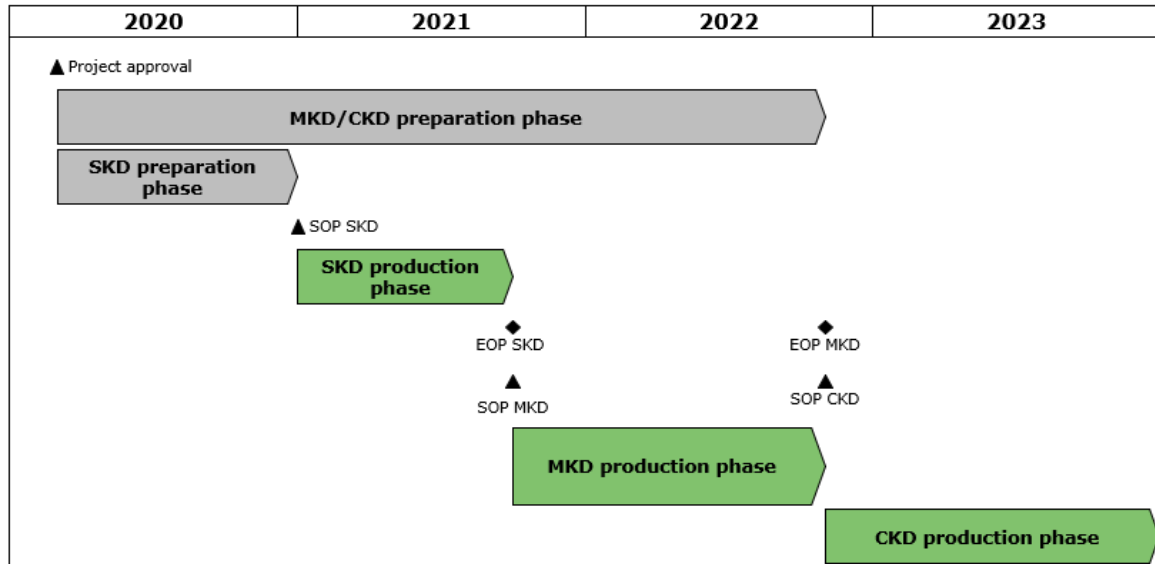 2020 2021 2022 2023
Project approval
MKD/CKD preparation phase
SKD preparation
phase
SOP SKD
SKD production
phase
EOP SKD EOP MKD
SOP MKD SOP CKD
MKD production phase
CKD production phase